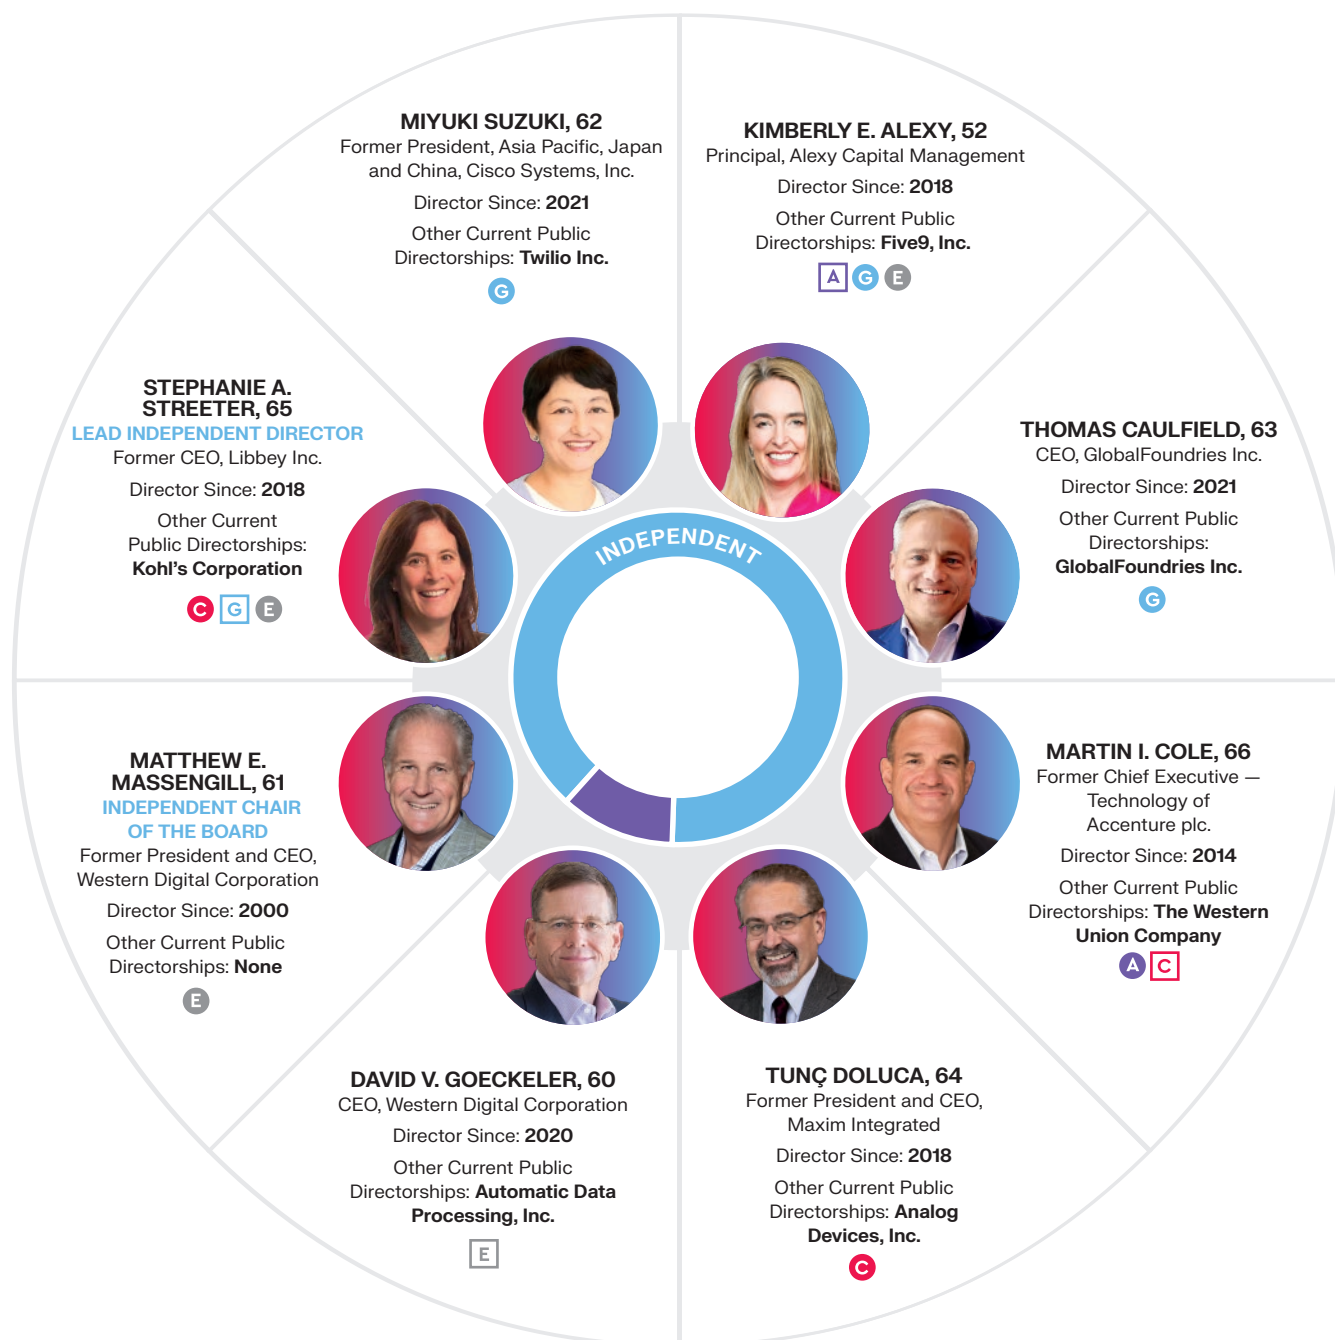 MIYUKI SUZUKI, 62
Former President, Asia Pacific, Japan
and China, Cisco Systems, Inc.
Director Since: 2021
Other Current Public
Directorships: Twilio Inc.
G
KIMBERLY E. ALEXY, 52
Principal, Alexy Capital Management
Director Since: 2018
Other Current Public
Directorships: Five9, Inc.
A G E
STEPHANIE A.
STREETER, 65
LEAD INDEPENDENT DIRECTOR
Former CEO, Libbey Inc.
Director Since: 2018
Other Current
Public Directorships:
Kohl's Corporation
C G E
THOMAS CAULFIELD, 63
CEO, GlobalFoundries Inc.
Director Since: 2021
Other Current Public
Directorships:
GlobalFoundries Inc.
G
INDEPENDENT
MATTHEW E.
MASSENGILL, 61
INDEPENDENT CHAIR
OF THE BOARD
Former President and CEO,
Western Digital Corporation
Director Since: 2000
Other Current Public
Directorships: None
E
MARTIN I. COLE, 66
Former Chief Executive —
Technology of
Accenture plc.
Director Since: 2014
Other Current Public
Directorships: The Western
Union Company
A C
DAVID V. GOECKELER, 60
CEO, Western Digital Corporation
Director Since: 2020
Other Current Public
Directorships: Automatic Data
Processing, Inc.
E
TUNÇ DOLUCA, 64
Former President and CEO,
Maxim Integrated
Director Since: 2018
Other Current Public
Directorships: Analog
Devices, Inc.
C